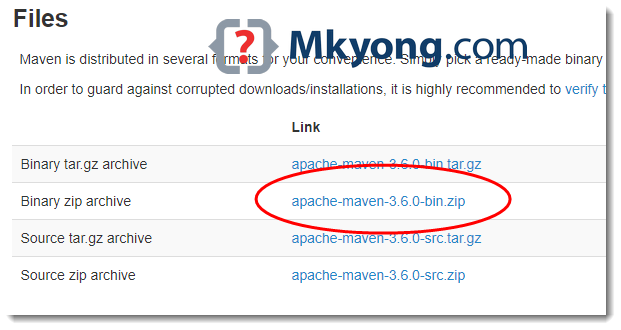 Files
Mkyong.com
Maven is distributed in several formats for your convenience. Simply pick a ready-made binary
In order to guard against corrupted downloads/installations, it is highly recommended to verify t
Link
Binary tar.gz archive apache-maven-3.6.0-bin.tar.gz
Binary zip archive apache-maven-3.6.0-bin.zip
Source tar.gz archive apache-maven-3.6.0-src.tar.gz
Source zip archive apache-maven-3.6.0-src.zip